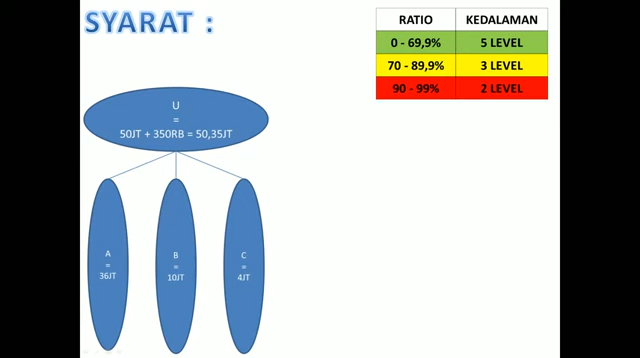 SYARAT :
RATIO KEDALAMAN
0 - 69,9% 5 LEVEL
70 - 89,9% 3 LEVEL
90 - 99% 2 LEVEL
U
=
50JT + 350RB = 50,35JT
A
=
36JT
B
=
10JT
C
=
4JT